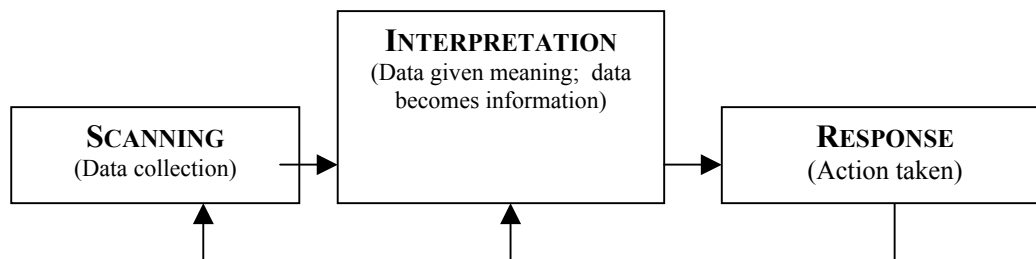 INTERPRETATION
(Data given meaning;  data
becomes information)
SCANNING
(Data collection)
RESPONSE
(Action taken)